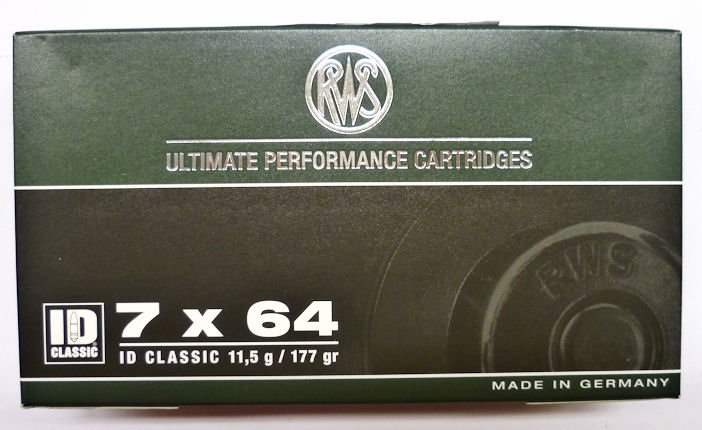 RWS
ULTIMATE PERFORMANCE CARTRIDGES
RWS
ID
CLASSIC
7 x 64
ID CLASSIC 11,5 g / 177 gr
MADE IN GERMANY